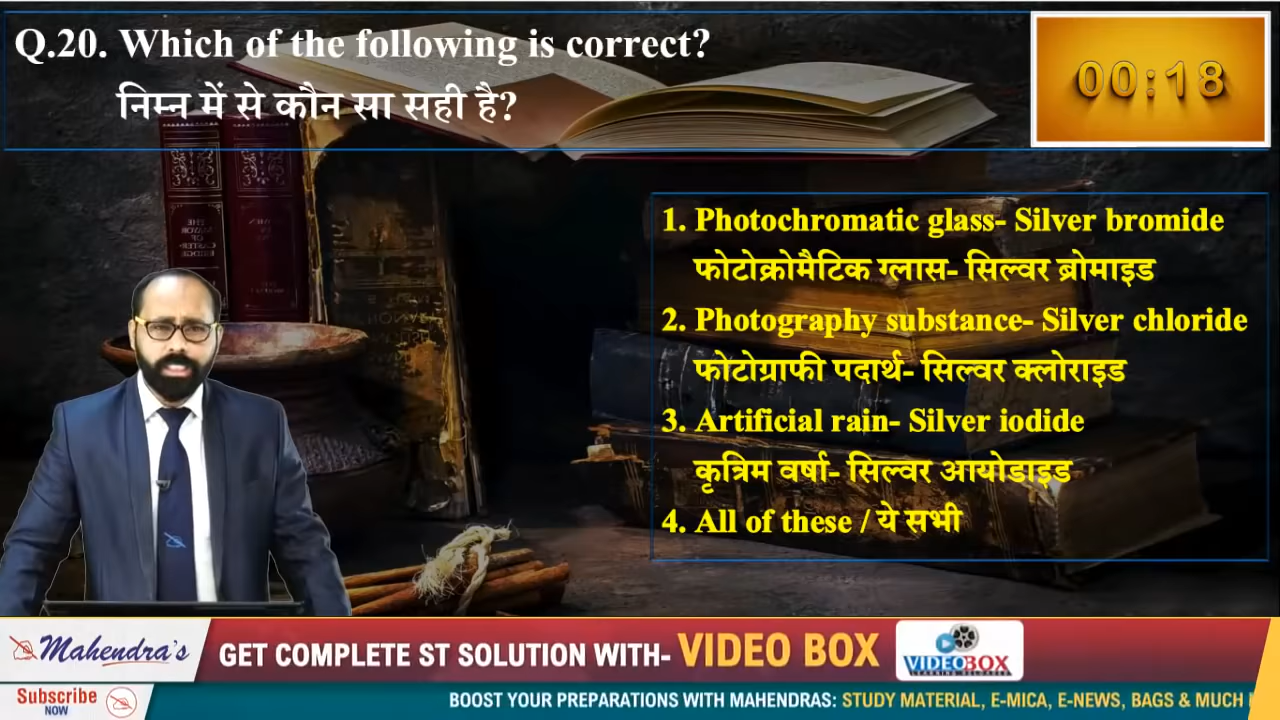 Q.20. Which of the following is correct?
निम्न में से कौन सा सही है?
00:18
1. Photochromatic glass- Silver bromide
फोटोक्रोमैटिक ग्लास- सिल्वर ब्रोमाइड
2. Photography substance- Silver chloride
फोटोग्राफी पदार्थ- सिल्वर क्लोराइड
3. Artificial rain- Silver iodide
कृत्रिम वर्षा- सिल्वर आयोडाइड
4. All of these / ये सभी
Mahendra's
GET COMPLETE ST SOLUTION WITH- VIDEO BOX
VIDEOBOX
LEARNING RELOADED
Subscribe
NOW
BOOST YOUR PREPARATIONS WITH MAHENDRAS: STUDY MATERIAL, E-MICA, E-NEWS, BAGS & MUCH